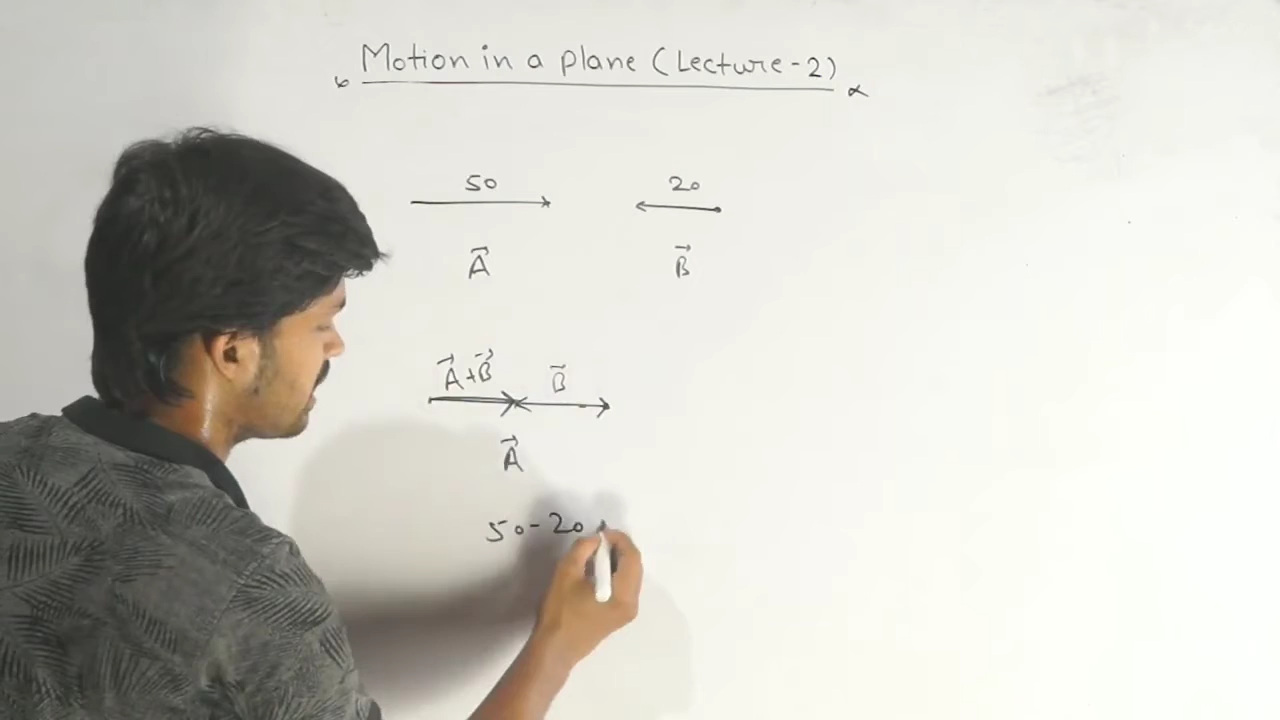 Motion in a plane (Lecture-2)
50 20
A⃗ B⃗
A⃗+B⃗ B⃗
A⃗
50-20